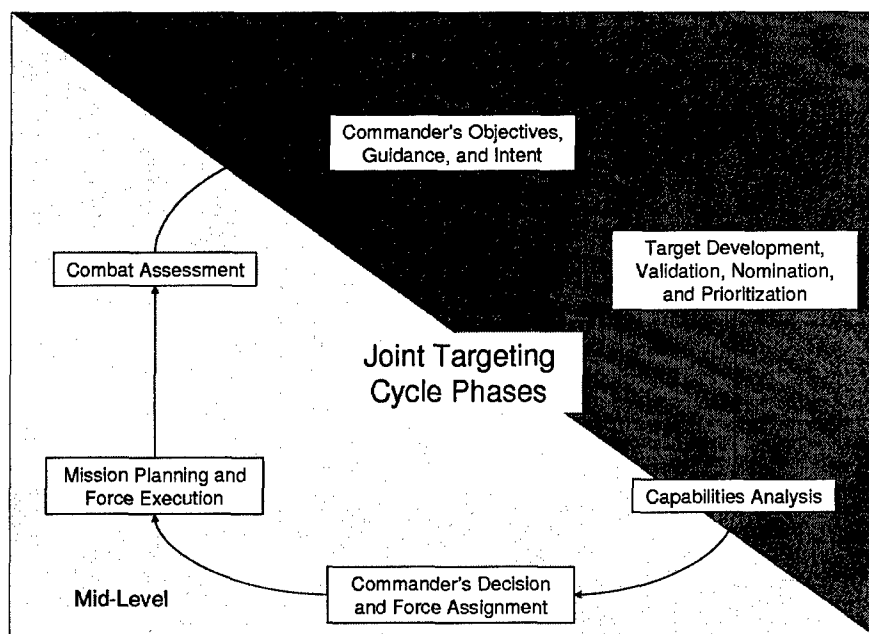 Commander's Objectives,
Guidance, and Intent
Combat Assessment
Target Development,
Validation, Nomination,
and Prioritization
Joint Targeting
Cycle Phases
Mission Planning and
Force Execution
Capabilities Analysis
Commander's Decision
and Force Assignment
Mid-Level